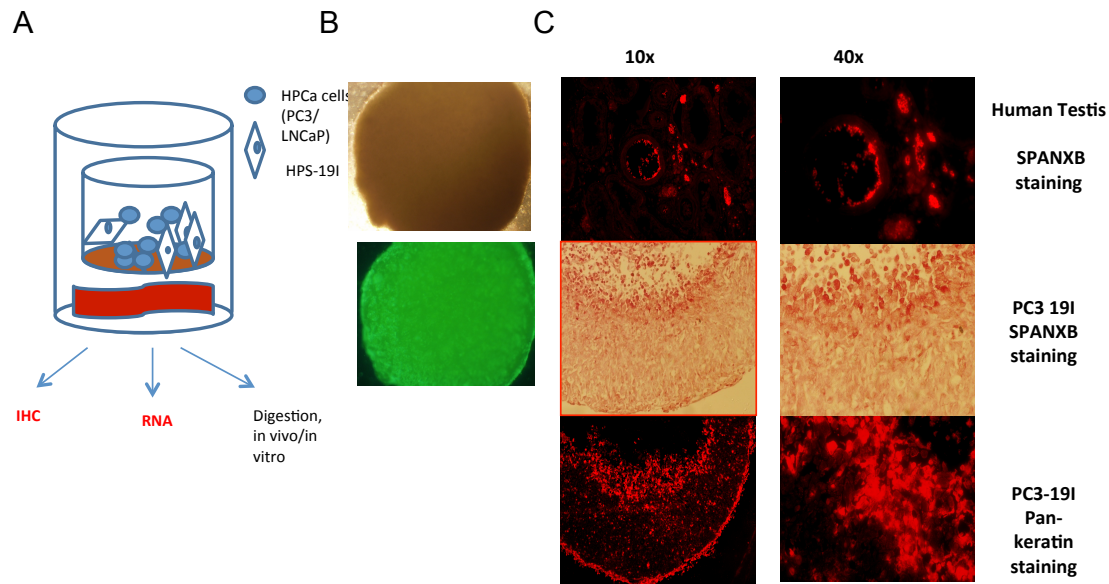 A
B
C
10x
40x
HPCa cells
(PC3/
LNCaP)
HPS-19I
IHC
RNA
Digestion,
in vivo/in
vitro
Human Testis
SPANXB
staining
PC3 19I
SPANXB
staining
PC3-19I
Pan-
keratin
staining